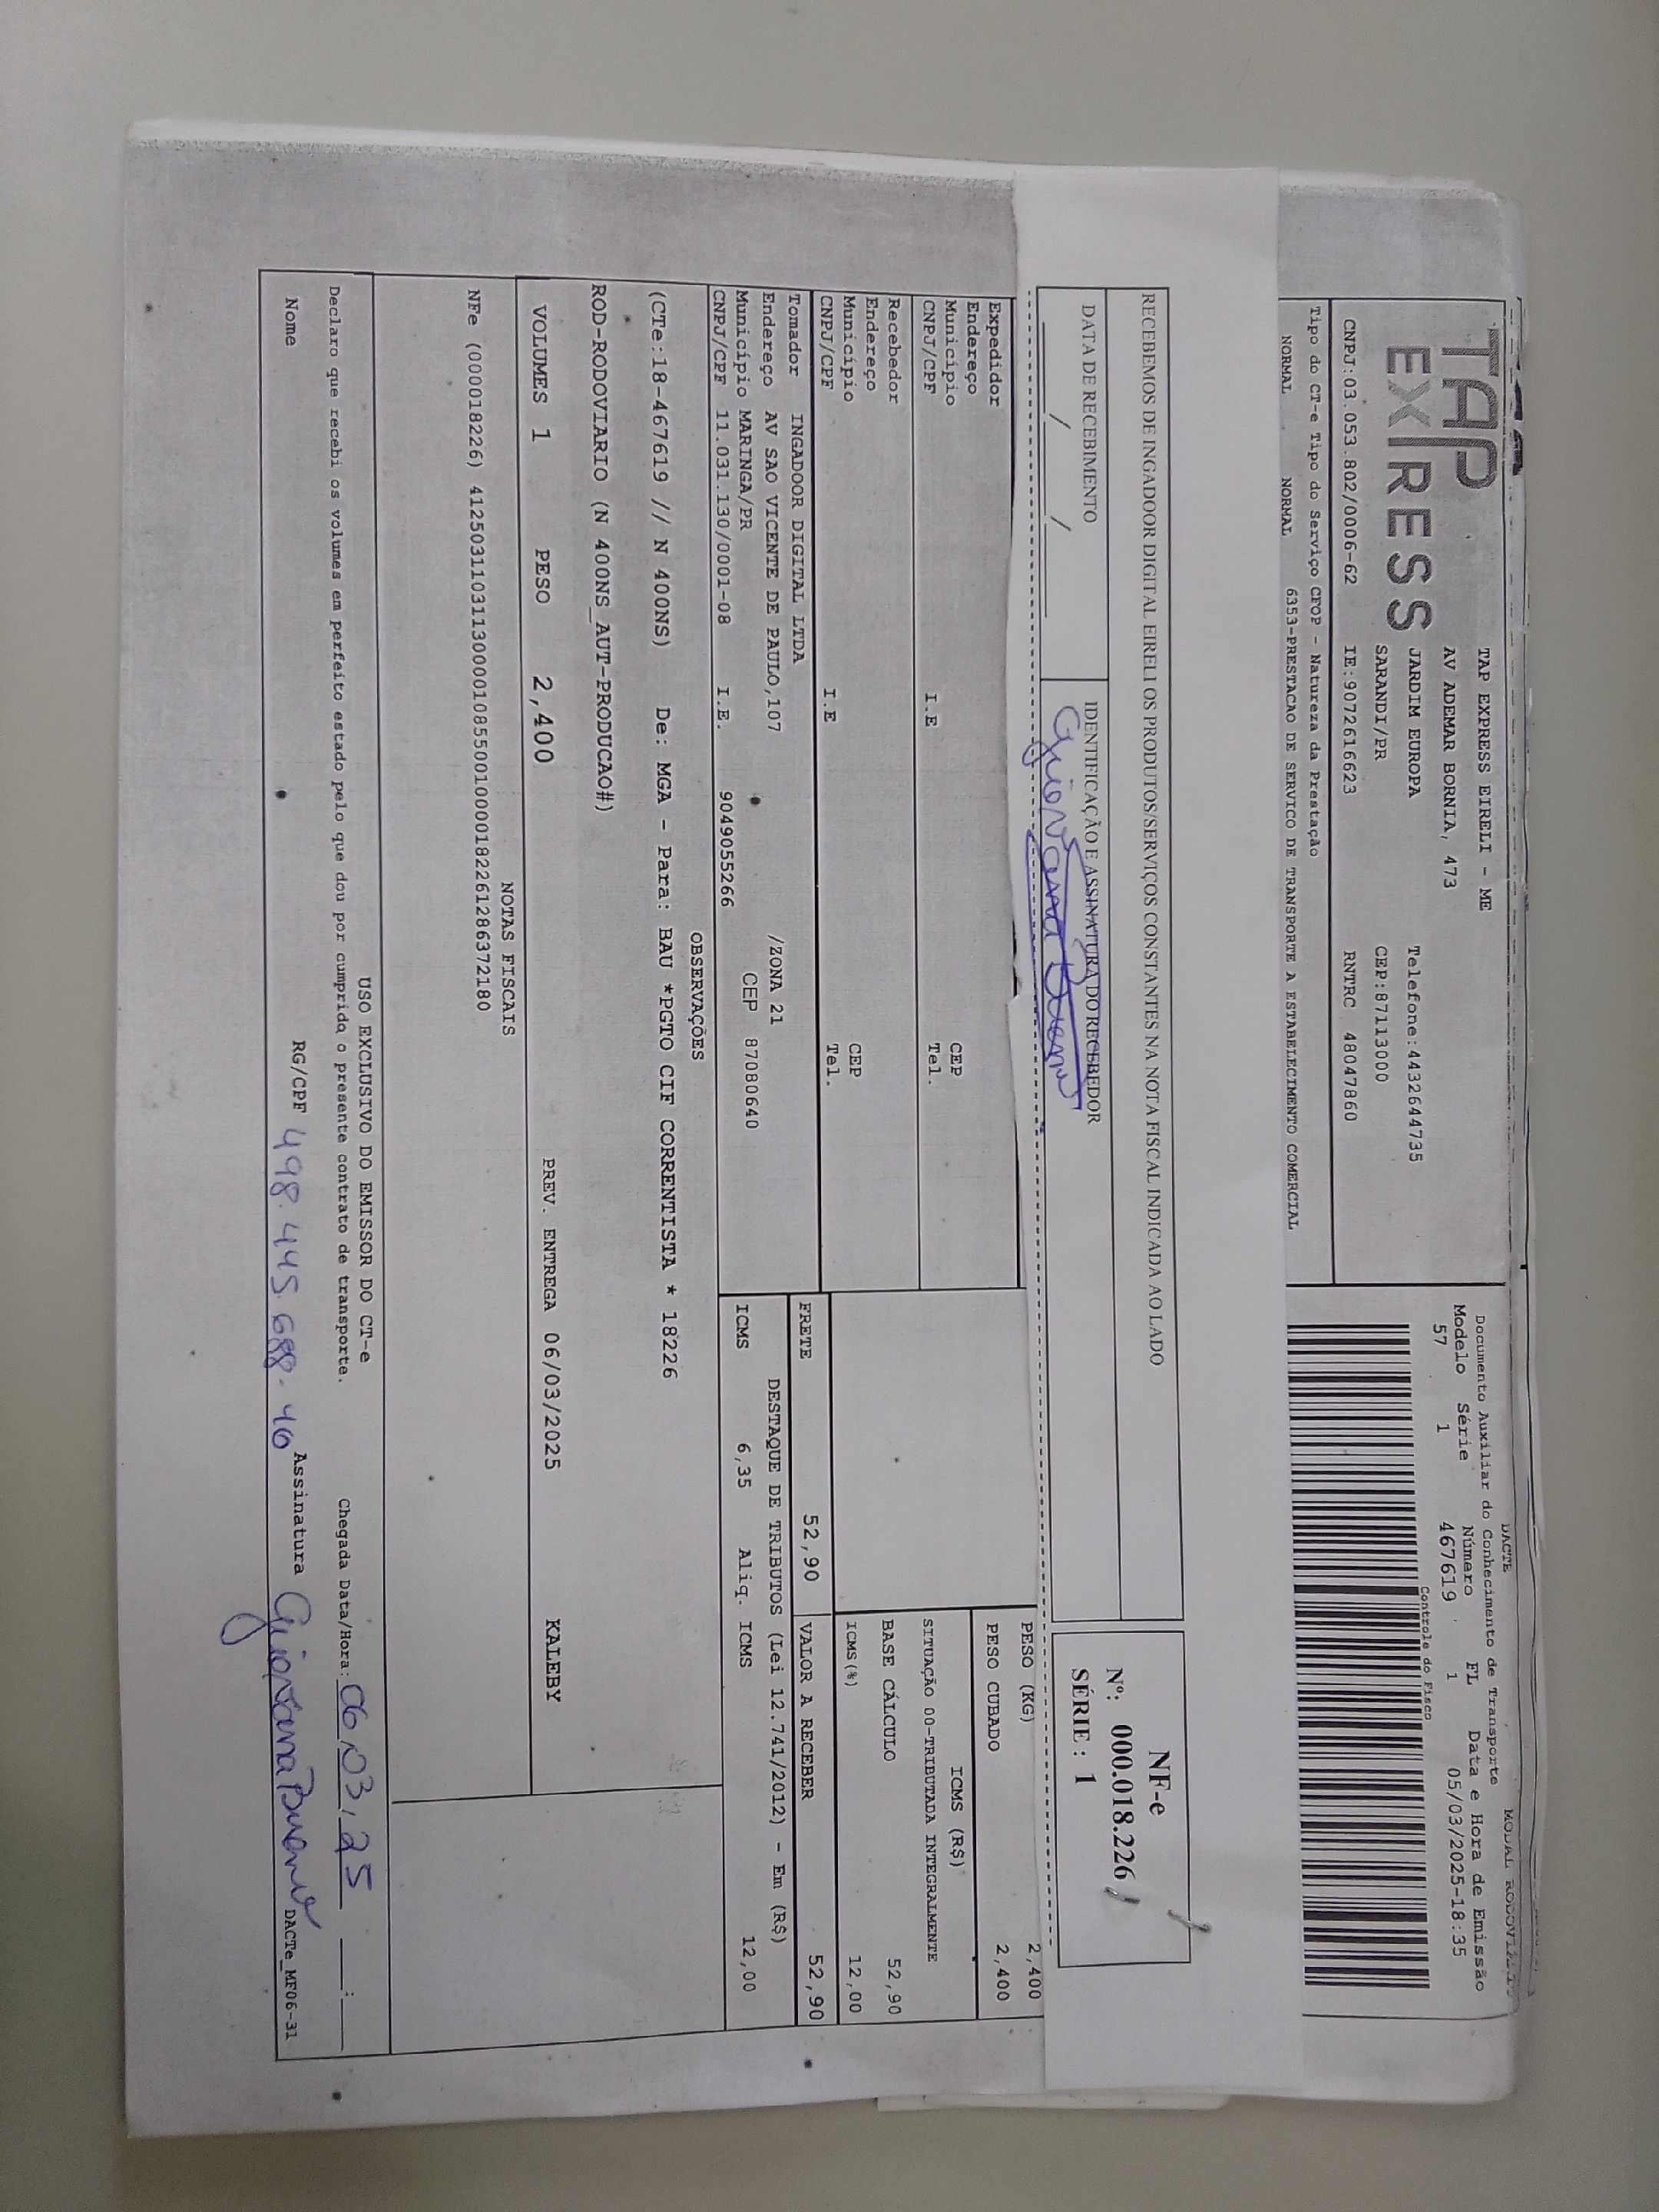 TAP
EXPRESS
TAP EXPRESS EIRELI - ME
AV ADEMAR BORNIA, 473
JARDIM EUROPA Telefone:4432644735
SARANDI/PR CEP:87113000
CNPJ:03.053.802/0006-62 IE:9072616623 RNTRC 48047860
Tipo do CT-e Tipo do Serviço CFOP - Natureza da Prestação
NORMAL NORMAL 6353-PRESTACAO DE SERVICO DE TRANSPORTE A ESTABELECIMENTO COMERCIAL
DACTE MODAL RODOVIÁRIO
Documento Auxiliar do Conhecimento de Transporte
Modelo Série Número FL Data e Hora de Emissão
57 1 467619 1 05/03/2025-18:35
Controle do Fisco
RECEBEMOS DE INGADOOR DIGITAL EIRELI OS PRODUTOS/SERVIÇOS CONSTANTES NA NOTA FISCAL INDICADA AO LADO
DATA DE RECEBIMENTO
____/____/____
IDENTIFICAÇÃO E ASSINATURA DO RECEBEDOR
Giovana Bueno
NF-e
Nº: 000.018.226
SÉRIE : 1
Expedidor
Endereço
Município CEP
CNPJ/CPF I.E Tel.
Recebedor
Endereço
Município CEP
CNPJ/CPF I.E Tel.
Tomador INGADOOR DIGITAL LTDA
Endereço AV SAO VICENTE DE PAULO,107 /ZONA 21
Município MARINGA/PR CEP 87080640
CNPJ/CPF 11.031.130/0001-08 I.E. 9049055266
PESO (KG) 2,400
PESO CUBADO 2,400
ICMS (R$)
SITUAÇÃO 00-TRIBUTADA INTEGRALMENTE
BASE CÁLCULO 52,90
ICMS(%) 12,00
FRETE 52,90 VALOR A RECEBER 52,90
DESTAQUE DE TRIBUTOS (Lei 12.741/2012) - Em (R$)
ICMS 6,35 Aliq. ICMS 12,00
OBSERVAÇÕES
(CTe:18-467619 // N 400NS) De: MGA - Para: BAU *PGTO CIF CORRENTISTA * 18226
ROD-RODOVIARIO (N 400NS_AUT-PRODUCAO#)
VOLUMES 1 PESO 2,400 PREV. ENTREGA 06/03/2025 KALEBY
NOTAS FISCAIS
NFe (000018226) 41250311031130000108550010000182261286372180
USO EXCLUSIVO DO EMISSOR DO CT-e
Declaro que recebi os volumes em perfeito estado pelo que dou por cumprido o presente contrato de transporte. Chegada Data/Hora: 06/03/25 ___:___
Nome RG/CPF 498.445.688-40 Assinatura Giovana Bueno DACTe_MF06-31